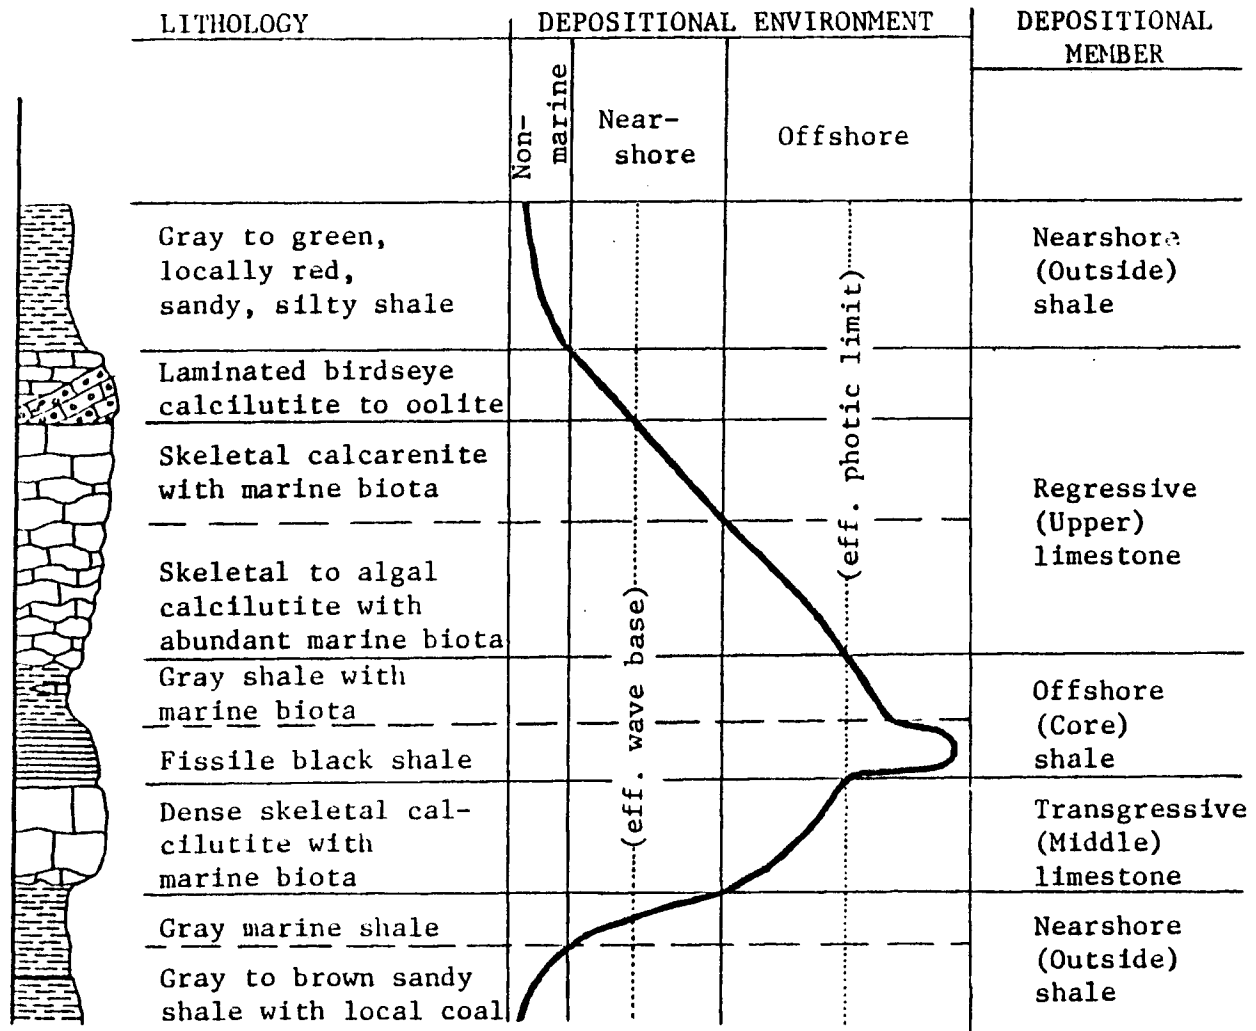 LITHOLOGY
DEPOSITIONAL ENVIRONMENT
DEPOSITIONAL
MEMBER
Non-
marine
Near-
shore
Offshore
Gray to green,
locally red,
sandy, silty shale
Nearshore
(Outside)
shale
Laminated birdseye
calcilutite to oolite
Skeletal calcarenite
with marine biota
Skeletal to algal
calcilutite with
abundant marine biota
(eff. photic limit)
Regressive
(Upper)
limestone
Gray shale with
marine biota
Fissile black shale
(eff. wave base)
Offshore
(Core)
shale
Dense skeletal cal-
cilutite with
marine biota
Transgressive
(Middle)
limestone
Gray marine shale
Gray to brown sandy
shale with local coal
Nearshore
(Outside)
shale